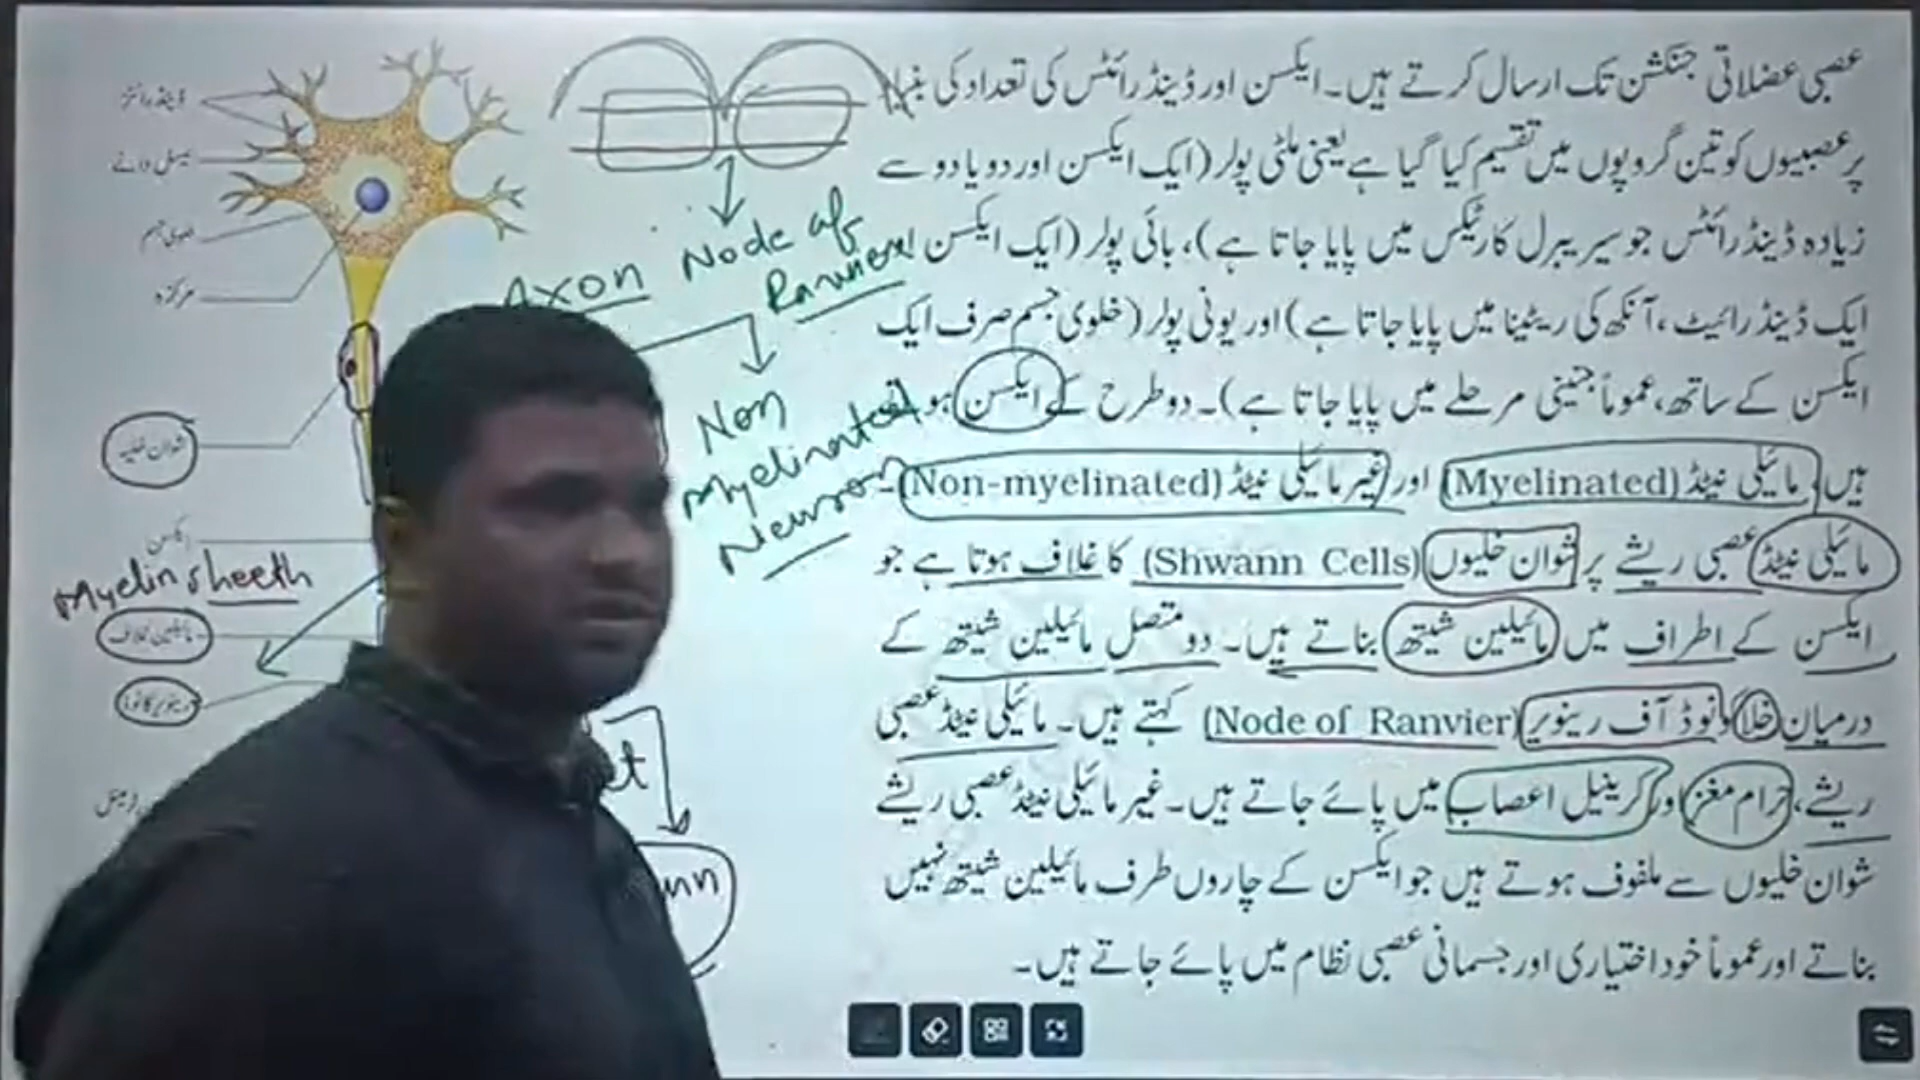 عصبی عضلاتی جنکشن تک ارسال کرتے ہیں۔ ایکسن اور ڈینڈرائٹس کی تعداد کی بنیاد
پر عصبیوں کو تین گروپوں میں تقسیم کیا گیا ہے یعنی ملٹی پولر (ایک ایکسن اور دو یا دو سے
زیادہ ڈینڈرائٹس جو سیریبرل کارٹیکس میں پایا جاتا ہے)، بائی پولر (ایک ایکسن
ایک ڈینڈرائیٹ، آنکھ کی ریٹینا میں پایا جاتا ہے) اور یونی پولر (خلوی جسم صرف ایک
ایکسن کے ساتھ، عموماً جنینی مرحلے میں پایا جاتا ہے)۔ دو طرح کے ایکسن ہو
ہیں، مائیلی نیٹڈ (Myelinated) اور غیر مائیلی نیٹڈ (Non-myelinated)۔
مائیلی نیٹڈ عصبی ریشے پر شوان خلیوں (Shwann Cells) کا غلاف ہوتا ہے جو
ایکسن کے اطراف میں مائیلین شیتھ بناتے ہیں۔ دو متصل مائیلین شیتھ کے
درمیان خلا نوڈ آف رینویر (Node of Ranvier) کہتے ہیں۔ مائیلی نیٹڈ عصبی
ریشے، حرام مغز اور کرینیل اعصاب میں پائے جاتے ہیں۔ غیر مائیلی نیٹڈ عصبی ریشے
شوان خلیوں سے ملفوف ہوتے ہیں جو ایکسن کے چاروں طرف مائیلین شیتھ نہیں
بناتے اور عموماً خود اختیاری اور جسمانی عصبی نظام میں پائے جاتے ہیں۔
ڈینڈرائٹز
نسل دانے
خلوی جسم
مرکزہ
شوان خلیہ
ایکسن
Myelin sheeth
مائیلین غلاف
رینویر کا نوڈ
Axon
Node of
Ranvier
Non
Myelinated
Neuron